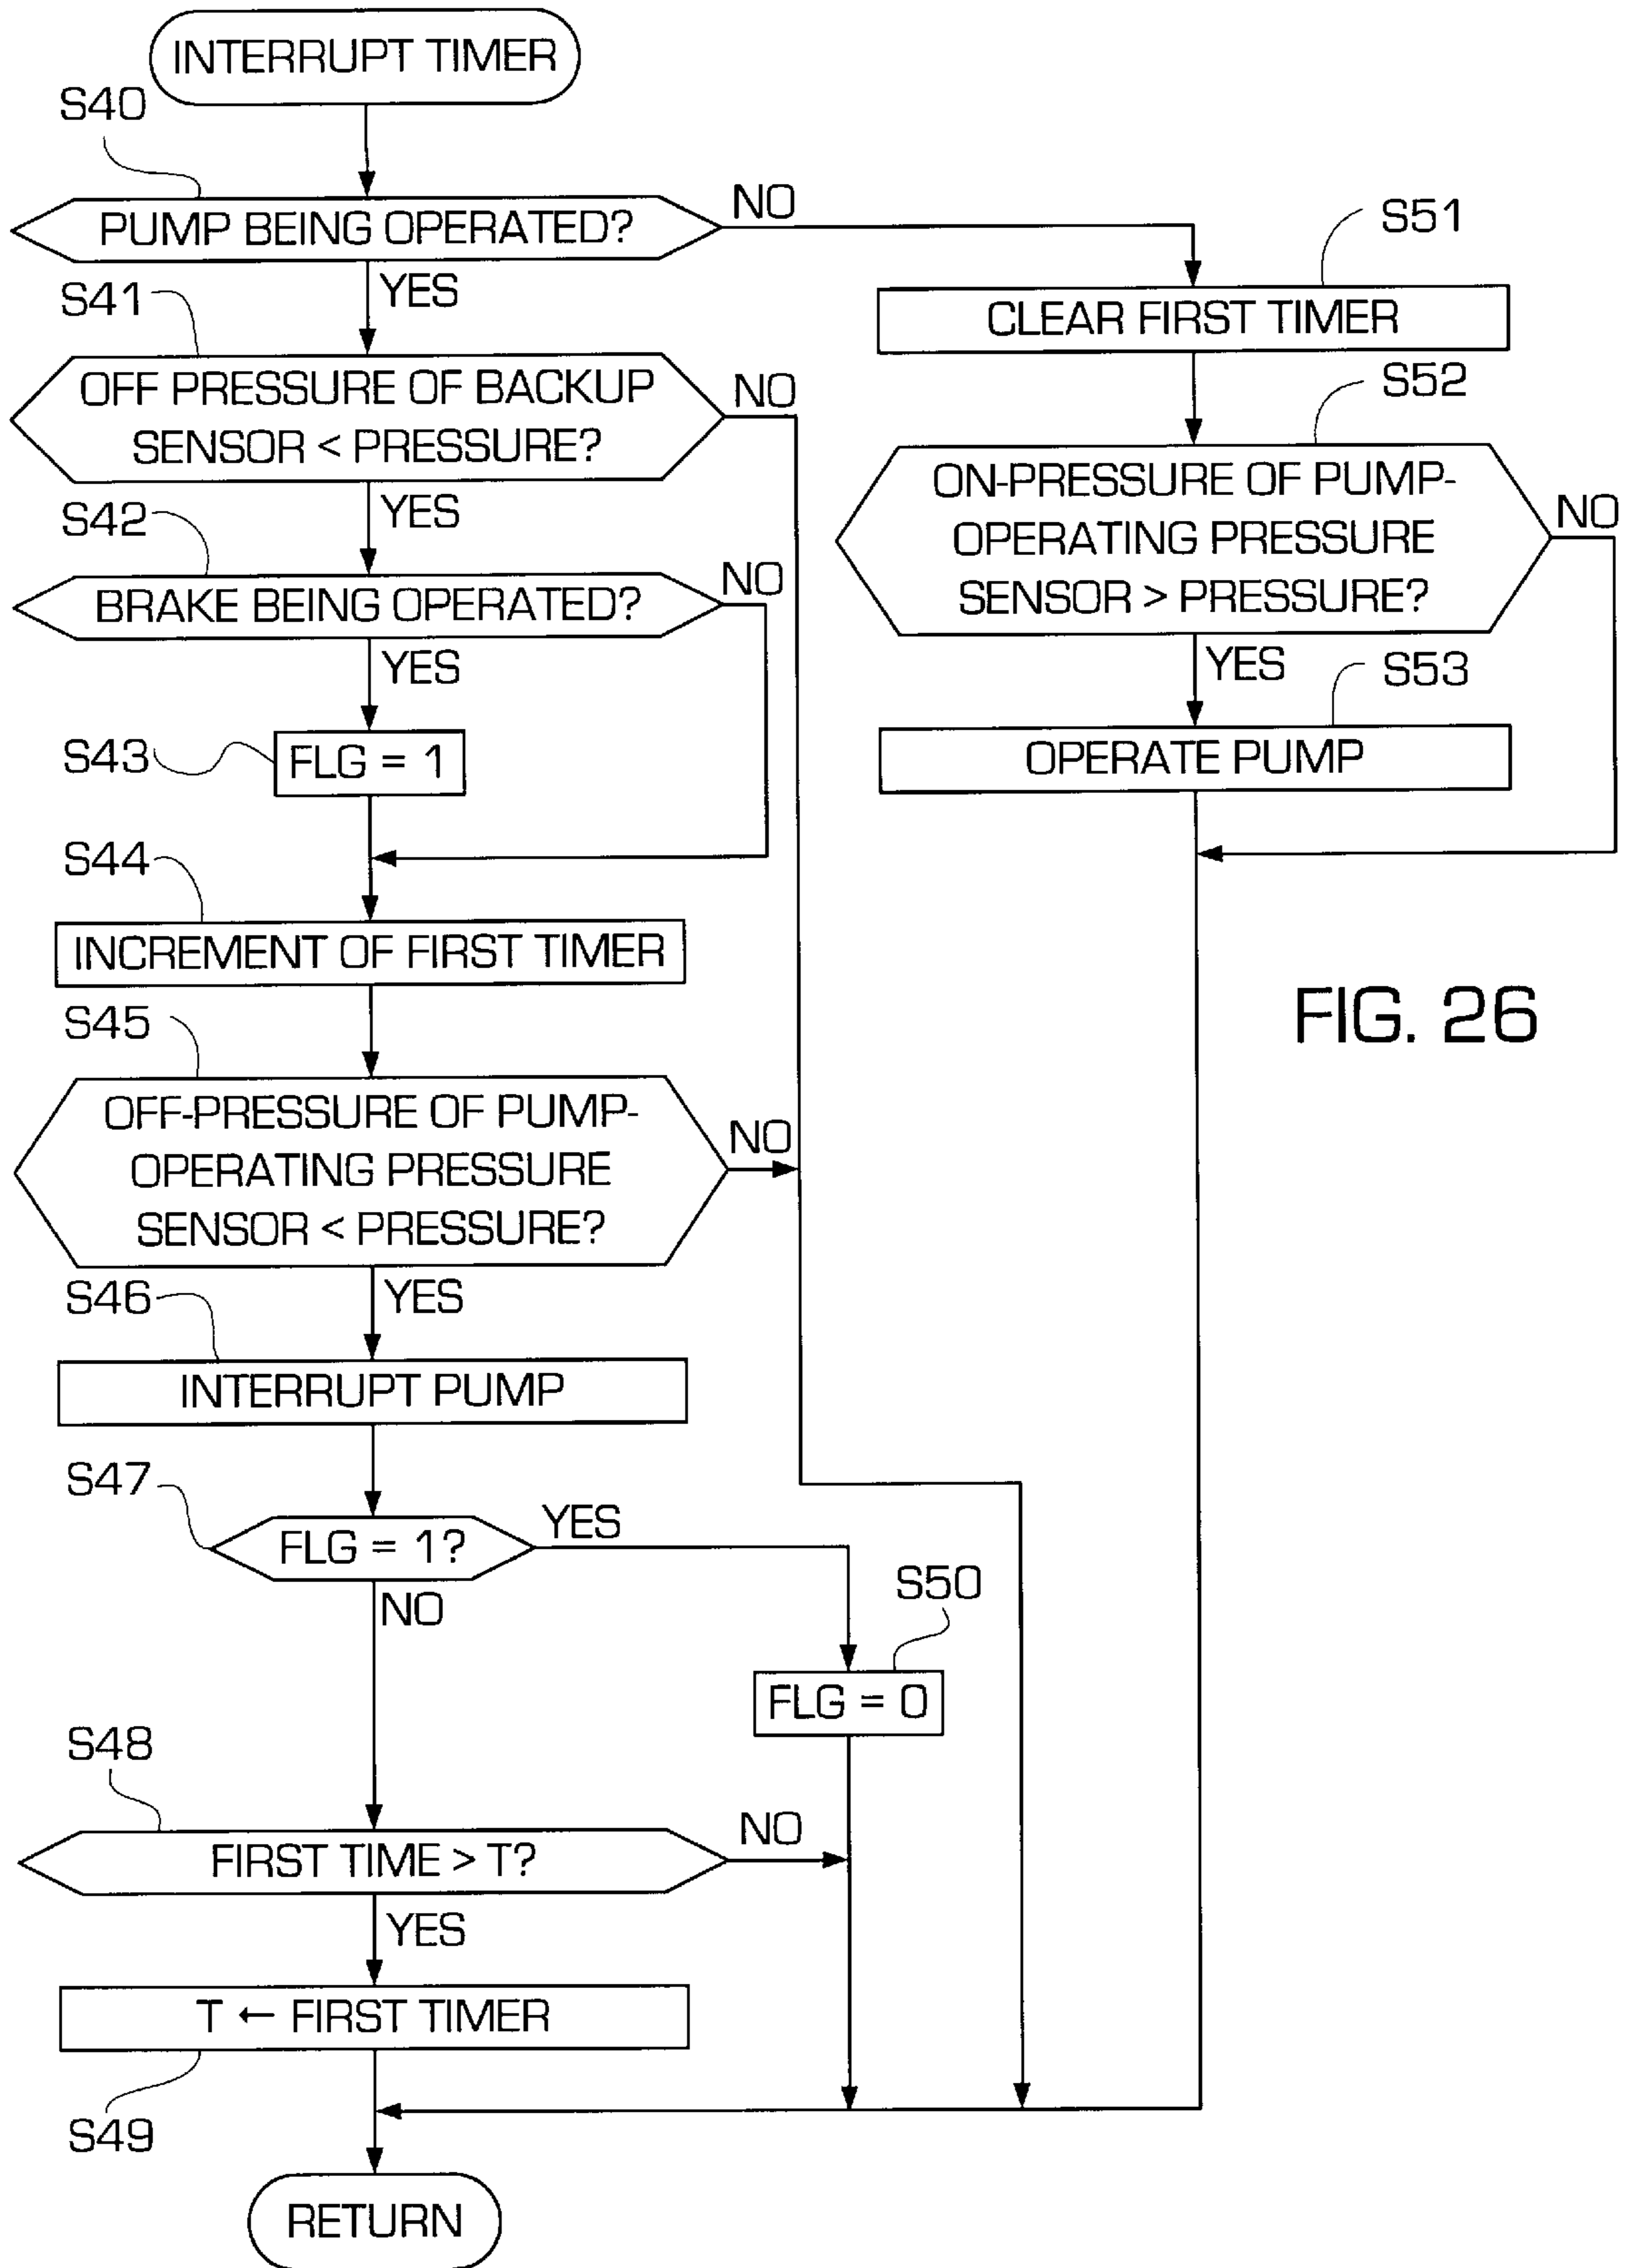 INTERRUPT TIMER
S40
PUMP BEING OPERATED?
NO
YES
S41
OFF PRESSURE OF BACKUP
SENSOR < PRESSURE?
NO
YES
S42
BRAKE BEING OPERATED?
NO
YES
S43
FLG = 1
S44
INCREMENT OF FIRST TIMER
S45
OFF-PRESSURE OF PUMP-
OPERATING PRESSURE
SENSOR < PRESSURE?
NO
YES
S46
INTERRUPT PUMP
S47
FLG = 1?
YES
NO
S50
FLG = 0
S48
FIRST TIME > T?
NO
YES
T ← FIRST TIMER
S49
RETURN
S51
CLEAR FIRST TIMER
S52
ON-PRESSURE OF PUMP-
OPERATING PRESSURE
SENSOR > PRESSURE?
NO
YES
S53
OPERATE PUMP
FIG. 26